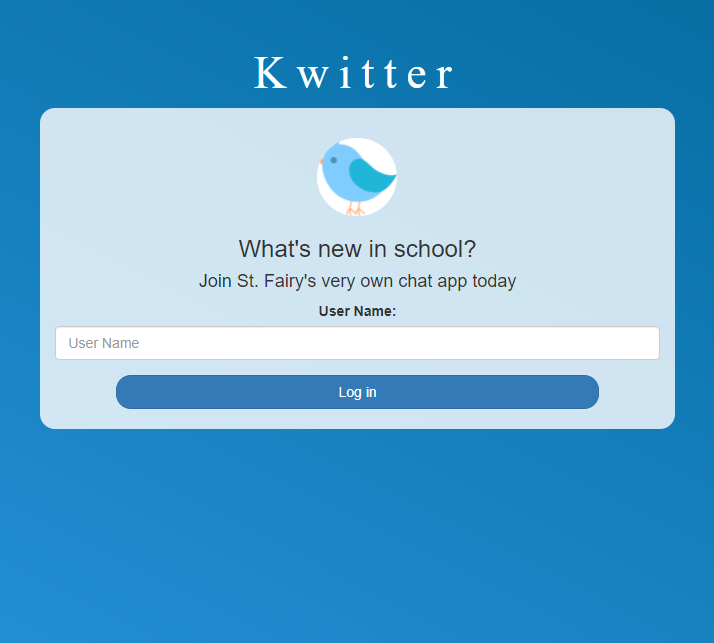 Kwitter
What's new in school?
Join St. Fairy's very own chat app today
User Name:
User Name
Log in